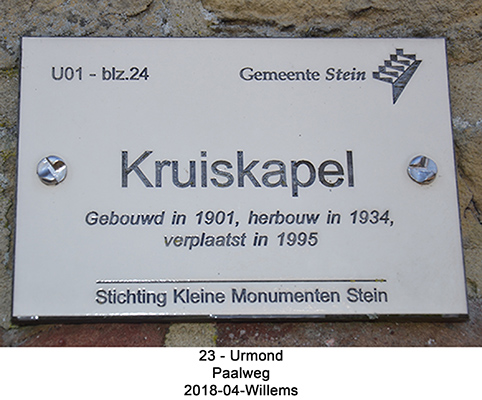 U01 - blz.24
Gemeente Stein
Kruiskapel
Gebouwd in 1901, herbouw in 1934,
verplaatst in 1995
Stichting Kleine Monumenten Stein
23 - Urmond
Paalweg
2018-04-Willems